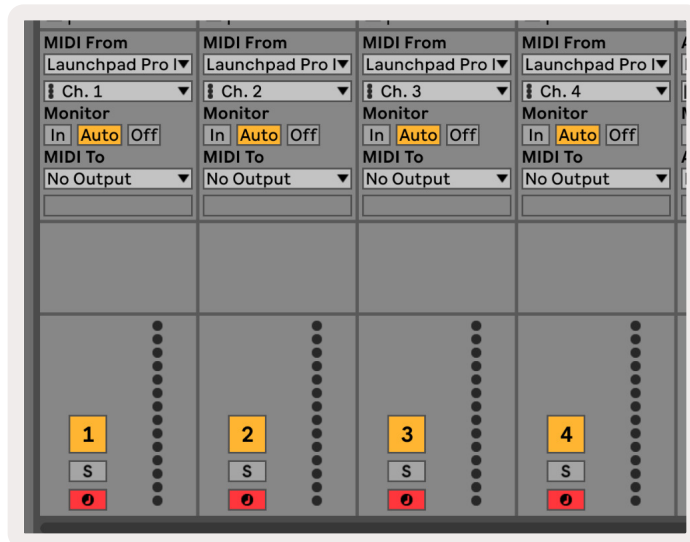 MIDI From MIDI From MIDI From MIDI From
Launchpad Pro Launchpad Pro Launchpad Pro Launchpad Pro
Ch. 1 Ch. 2 Ch. 3 Ch. 4
Monitor Monitor Monitor Monitor
In Auto Off In Auto Off In Auto Off In Auto Off
MIDI To MIDI To MIDI To MIDI To
No Output No Output No Output No Output
1 2 3 4
S S S S